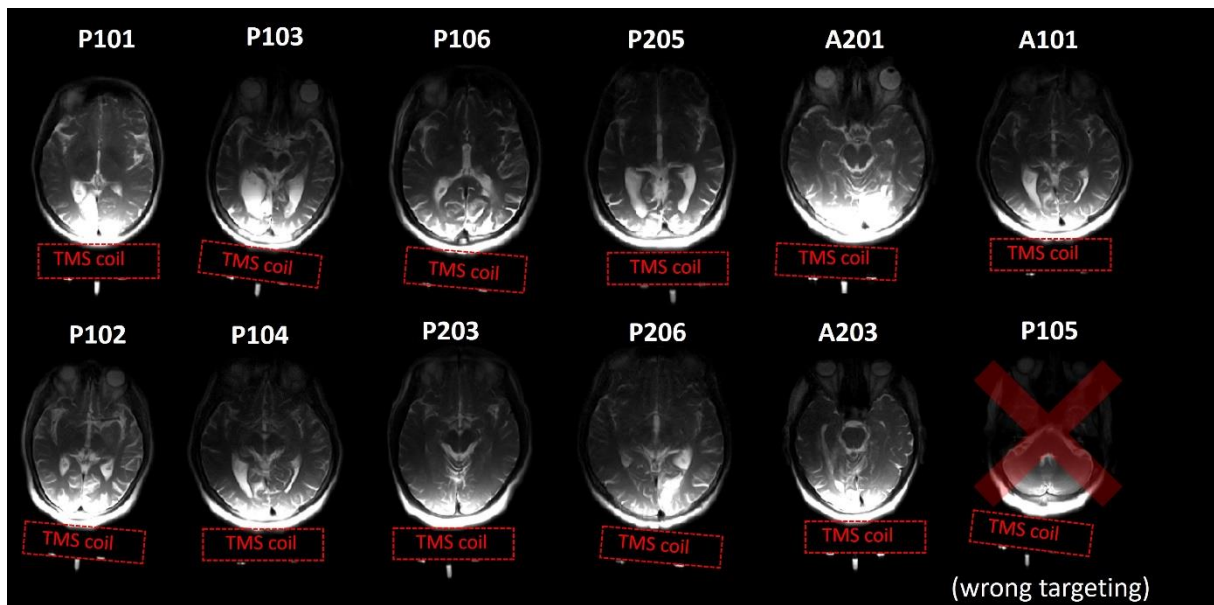 P101 P103 P106 P205 A201 A101
TMS coil TMS coil TMS coil TMS coil TMS coil TMS coil
P102 P104 P203 P206 A203 P105
TMS coil TMS coil TMS coil TMS coil TMS coil TMS coil
(wrong targeting)